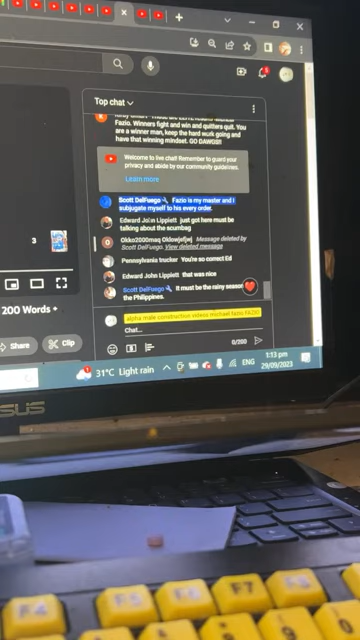 Top chat
Fazio. Winners fight and win and quitters quit. You
are a winner man, keep the hard work going and
have that winning mindset. GO DAWGS!!
Welcome to live chat! Remember to guard your
privacy and abide by our community guidelines.
Learn more
Scott DelFuego Fazio is my master and I
subjugate myself to his every order.
Edward John Lippiett just got here must be
talking about the scumbag
Message deleted by
Scott DelFuego. View deleted message
Pennsylvania trucker You're so correct Ed
Edward John Lippiett that was nice
Scott DelFuego It must be the rainy season
the Philippines.
3
200 Words
alpha male construction videos michael fazio FAZIO
Chat...
Share
Clip
0/200
31°C Light rain
1:13 pm
29/09/2023
ASUS
F4
F5
F6
F7
F8